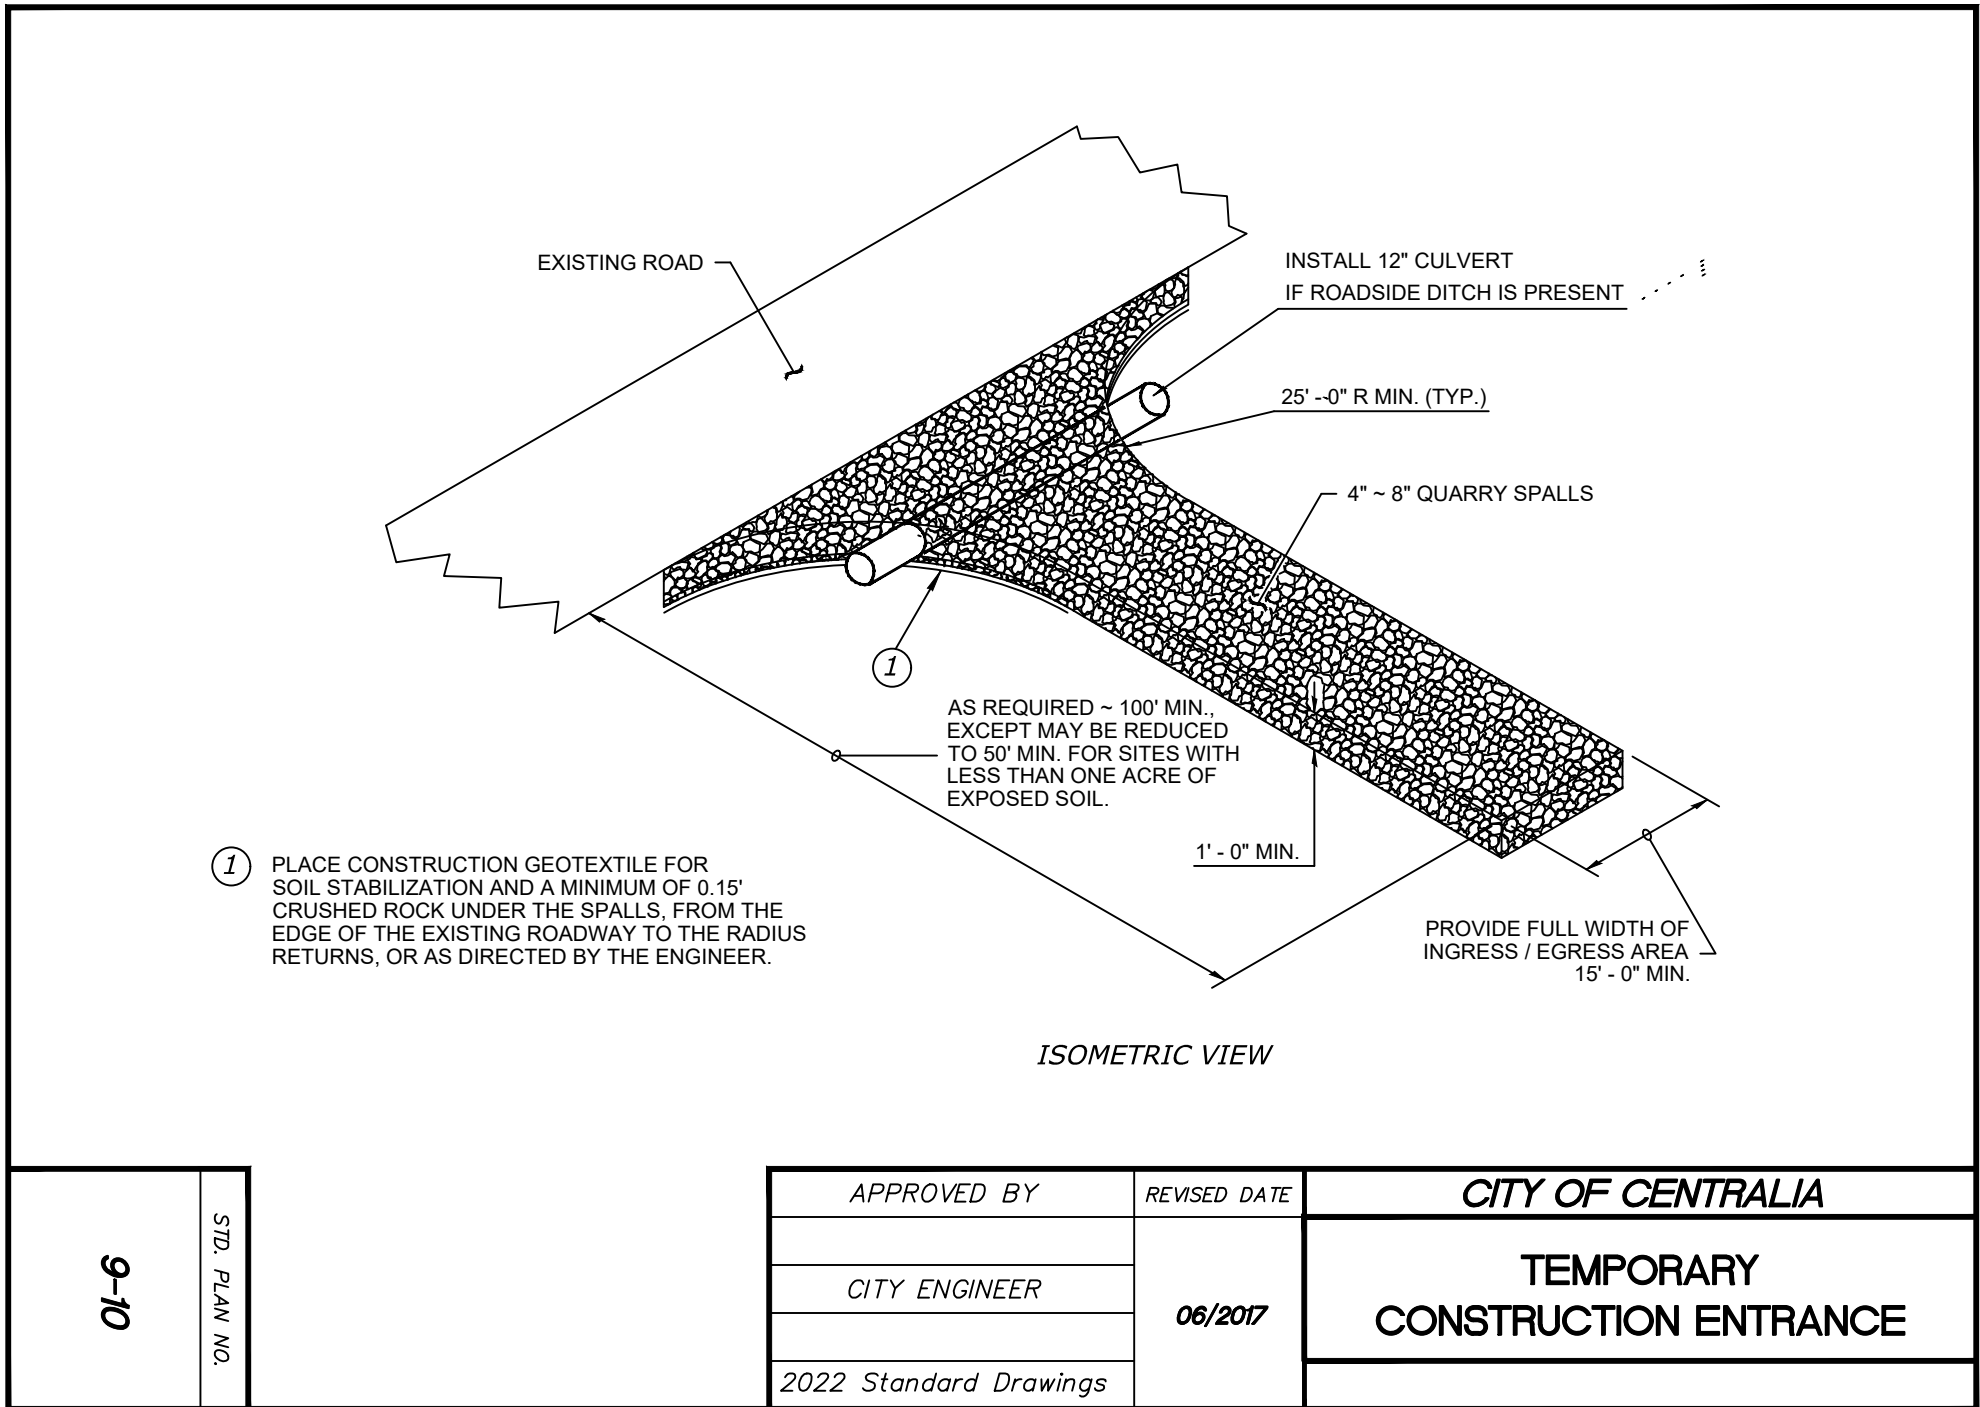 EXISTING ROAD
INSTALL 12" CULVERT
IF ROADSIDE DITCH IS PRESENT
25' --0" R MIN. (TYP.)
4" ~ 8" QUARRY SPALLS
1
AS REQUIRED ~ 100' MIN.,
EXCEPT MAY BE REDUCED
TO 50' MIN. FOR SITES WITH
LESS THAN ONE ACRE OF
EXPOSED SOIL.
1' - 0" MIN.
1
PLACE CONSTRUCTION GEOTEXTILE FOR
SOIL STABILIZATION AND A MINIMUM OF 0.15'
CRUSHED ROCK UNDER THE SPALLS, FROM THE
EDGE OF THE EXISTING ROADWAY TO THE RADIUS
RETURNS, OR AS DIRECTED BY THE ENGINEER.
PROVIDE FULL WIDTH OF
INGRESS / EGRESS AREA
15' - 0" MIN.
ISOMETRIC VIEW
9-10
STD. PLAN NO.
APPROVED BY
CITY ENGINEER
2022 Standard Drawings
REVISED DATE
06/2017
CITY OF CENTRALIA
TEMPORARY
CONSTRUCTION ENTRANCE